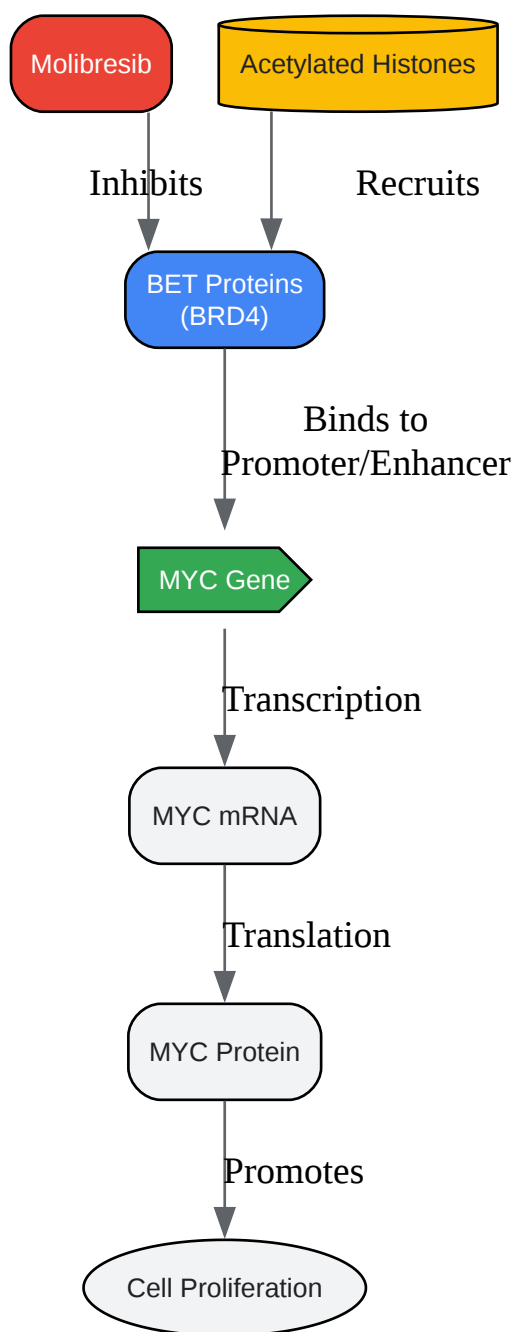 Molibresib
Acetylated Histones
Inhibits
Recruits
BET Proteins
(BRD4)
Binds to
Promoter/Enhancer
MYC Gene
Transcription
MYC mRNA
Translation
MYC Protein
Promotes
Cell Proliferation